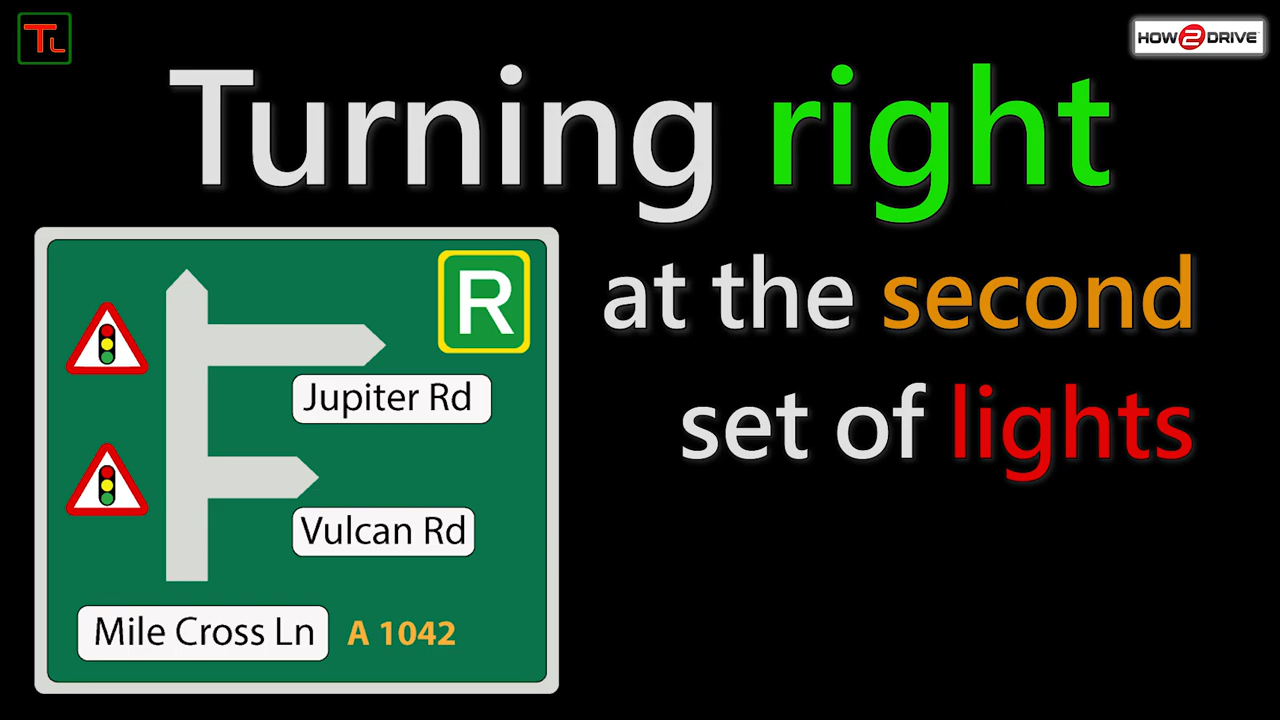 TL
HOW2DRIVE
Turning right
at the second
set of lights
R
Jupiter Rd
Vulcan Rd
Mile Cross Ln A 1042